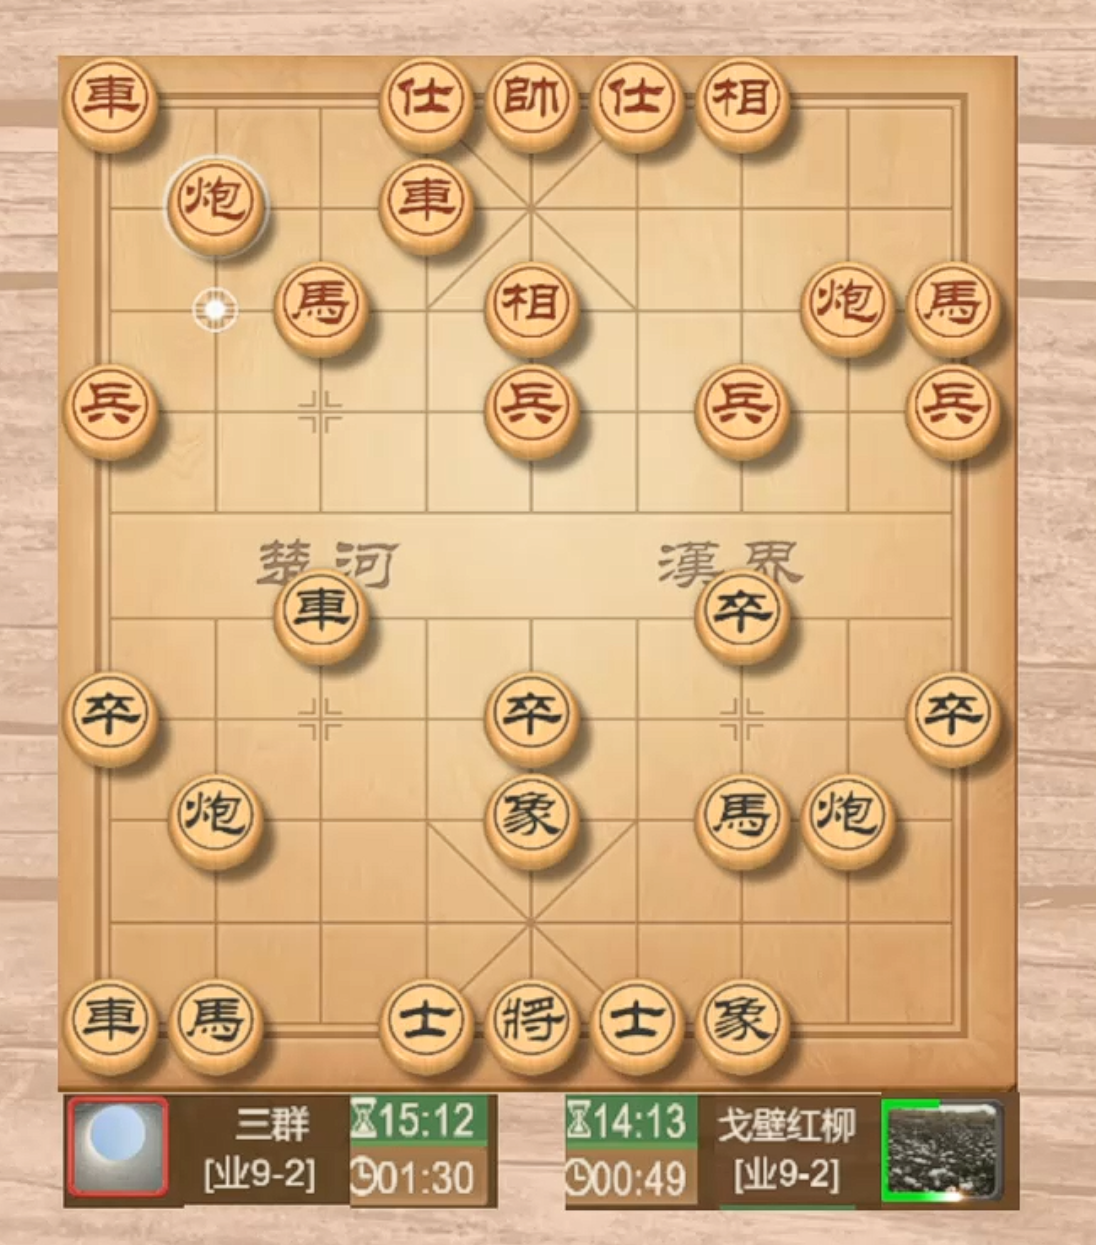 車 仕 帥 仕 相
炮 車
馬 相 炮 馬
兵 兵 兵 兵
楚河 漢界
車 卒
卒 卒 卒
炮 象 馬 炮
車 馬 士 將 士 象
三群 15:12 14:13 戈壁红柳
[业9-2] 01:30 00:49 [业9-2]